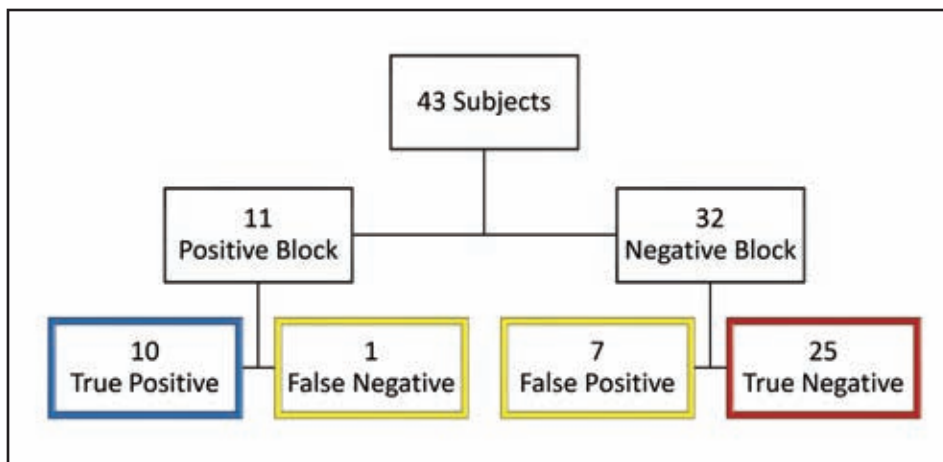 43 Subjects
11
Positive Block
32
Negative Block
10
True Positive
1
False Negative
7
False Positive
25
True Negative